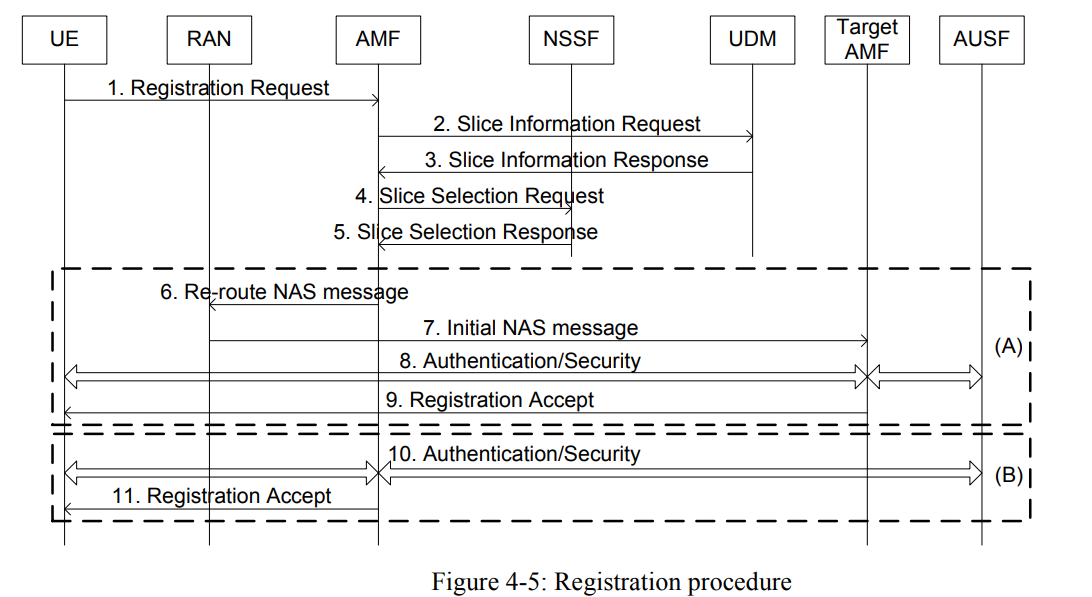 UE
RAN
AMF
NSSF
UDM
Target
AMF
AUSF
1. Registration Request
2. Slice Information Request
3. Slice Information Response
4. Slice Selection Request
5. Slice Selection Response
6. Re-route NAS message
7. Initial NAS message
(A)
8. Authentication/Security
9. Registration Accept
10. Authentication/Security
(B)
11. Registration Accept
Figure 4-5: Registration procedure